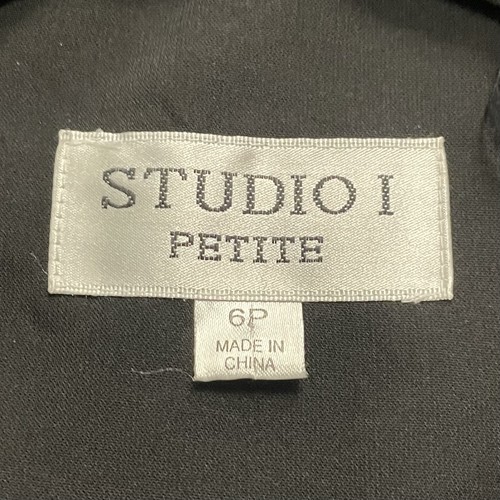 STUDIO I
PETITE
6P
MADE IN
CHINA